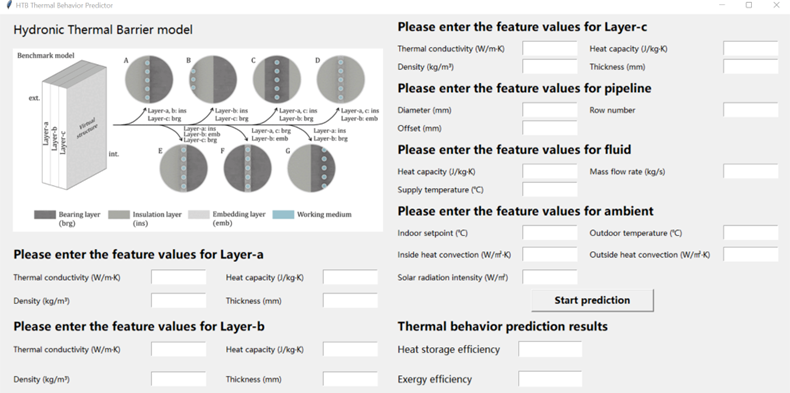 HTB Thermal Behavior Predictor
Hydronic Thermal Barrier model
Benchmark model
A
B
C
D
ext.
Layer-a
Layer-b
Layer-c
Virtual
structure
int.
Layer-a, b: ins
Layer-c: brg
Layer-b: ins
Layer-c: brg
Layer-a, c: ins
Layer-b: brg
Layer-a, c: ins
Layer-b: emb
Layer-a: ins
Layer-b: emb
Layer-c: brg
Layer-a, c: brg
Layer-b: emb
Layer-a: ins
Layer-b: brg
E
F
G
Bearing layer
(brg)
Insulation layer
(ins)
Embedding layer
(emb)
Working medium
Please enter the feature values for Layer-a
Thermal conductivity (W/m·K)
Heat capacity (J/kg·K)
Density (kg/m³)
Thickness (mm)
Please enter the feature values for Layer-b
Thermal conductivity (W/m·K)
Heat capacity (J/kg·K)
Density (kg/m³)
Thickness (mm)
Please enter the feature values for Layer-c
Thermal conductivity (W/m·K)
Heat capacity (J/kg·K)
Density (kg/m³)
Thickness (mm)
Please enter the feature values for pipeline
Diameter (mm)
Row number
Offset (mm)
Please enter the feature values for fluid
Heat capacity (J/kg·K)
Mass flow rate (kg/s)
Supply temperature (℃)
Please enter the feature values for ambient
Indoor setpoint (℃)
Outdoor temperature (℃)
Inside heat convection (W/㎡·K)
Outside heat convection (W/㎡·K)
Solar radiation intensity (W/㎡)
Start prediction
Thermal behavior prediction results
Heat storage efficiency
Exergy efficiency